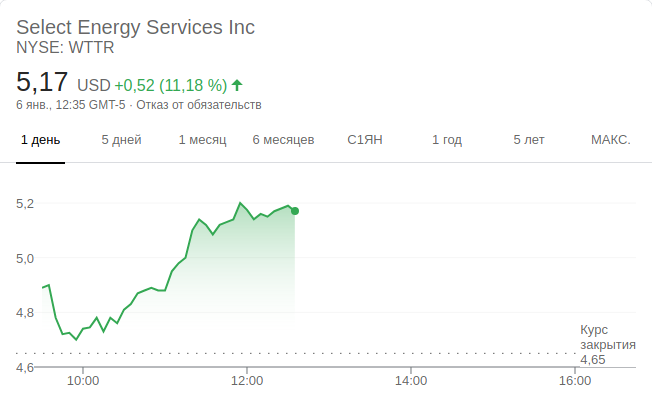 Select Energy Services Inc
NYSE: WTTR
5,17 USD +0,52 (11,18 %)
6 янв., 12:35 GMT-5 · Отказ от обязательств
1 день 5 дней 1 месяц 6 месяцев С1ЯН 1 год 5 лет МАКС.
5,2
5,0
4,8
Курс
закрытия
4,65
4,6
10:00 12:00 14:00 16:00